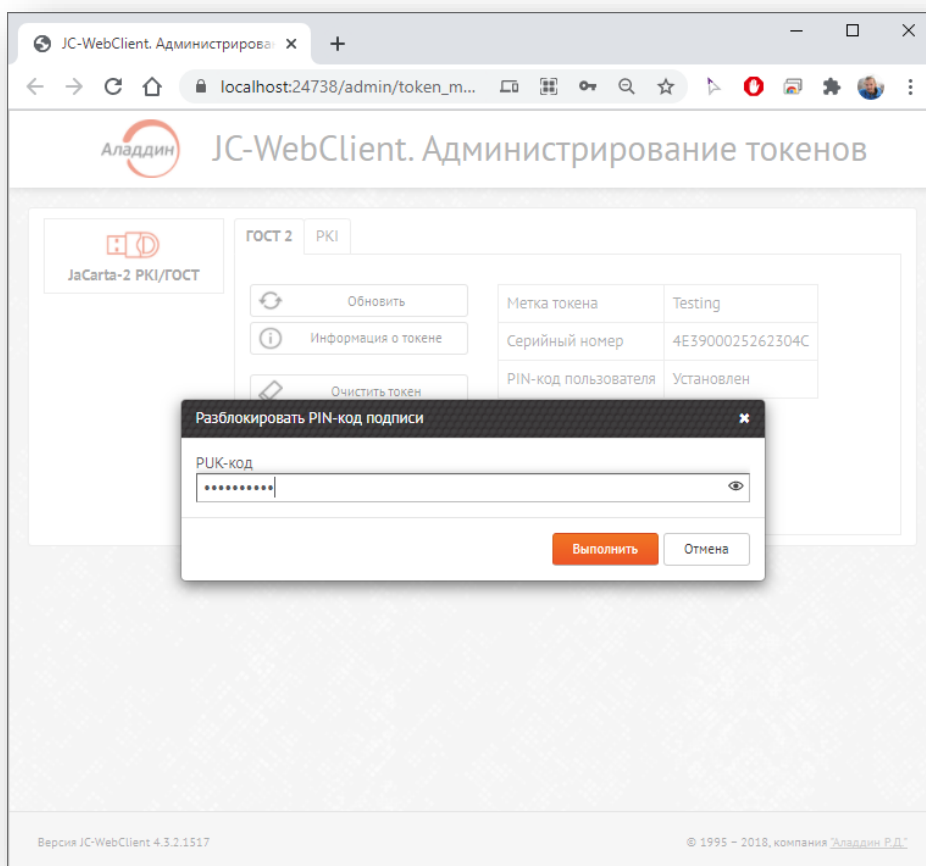 JC-WebClient. Администрирова
localhost:24738/admin/token_m...
Аладдин
JC-WebClient. Администрирование токенов
JaCarta-2 PKI/ГОСТ
ГОСТ 2 PKI
Обновить
Информация о токене
Очистить токен
Метка токена Testing
Серийный номер 4E3900025262304C
PIN-код пользователя Установлен
Разблокировать PIN-код подписи
PUK-код
••••••••••
Выполнить Отмена
Версия JC-WebClient 4.3.2.1517
© 1995 – 2018, компания "Аладдин Р.Д."